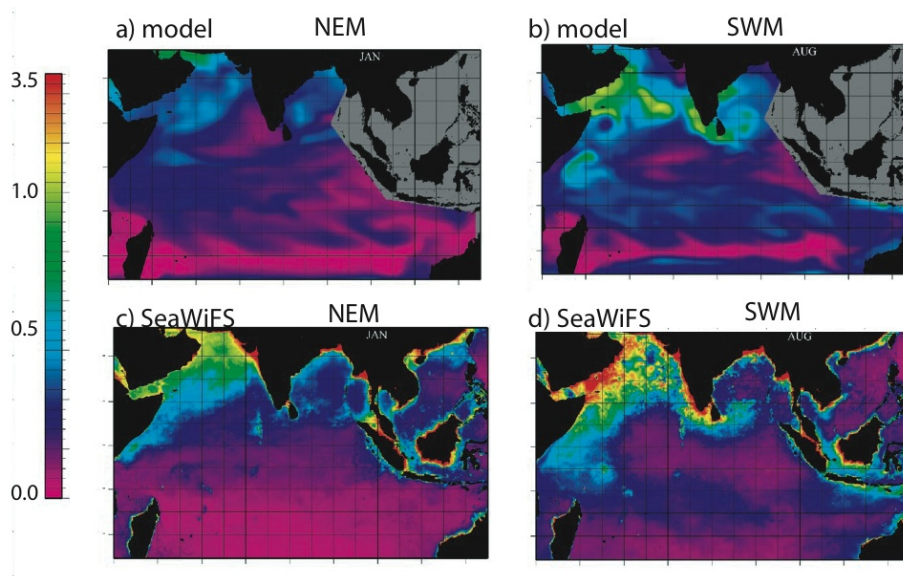 a) model NEM
JAN
b) model SWM
AUG
3.5
1.0
0.5
0.0
c) SeaWiFS NEM
JAN
d) SeaWiFS SWM
AUG